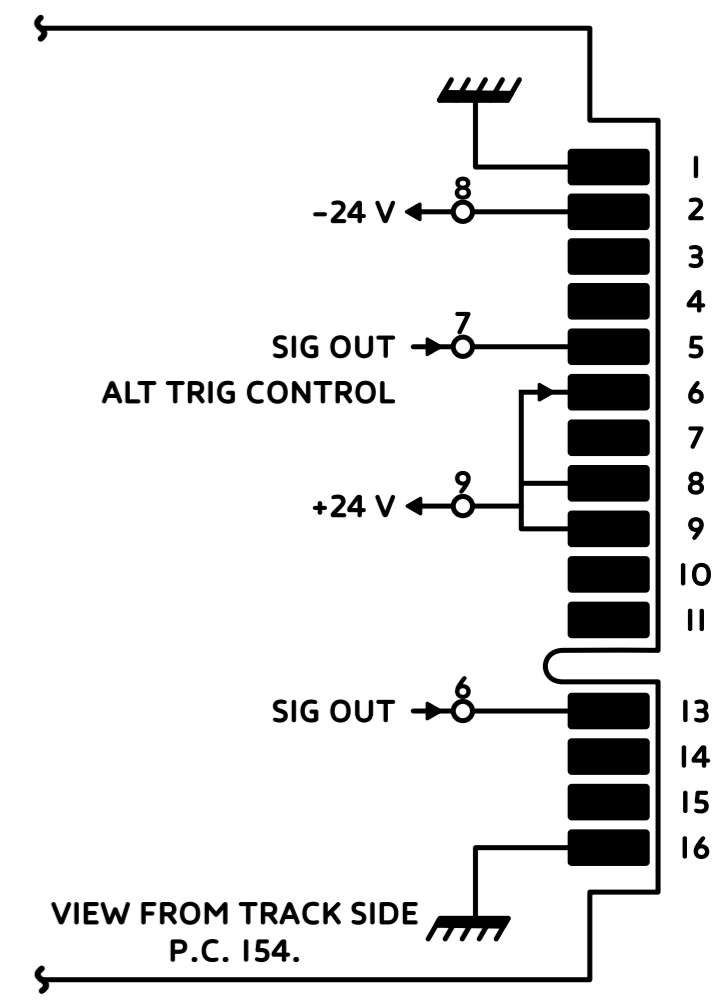 1
8
-24 V 2
3
4
7
SIG OUT 5
ALT TRIG CONTROL 6
7
9 8
+24 V 9
10
11
6
SIG OUT 13
14
15
16
VIEW FROM TRACK SIDE
P.C. 154.